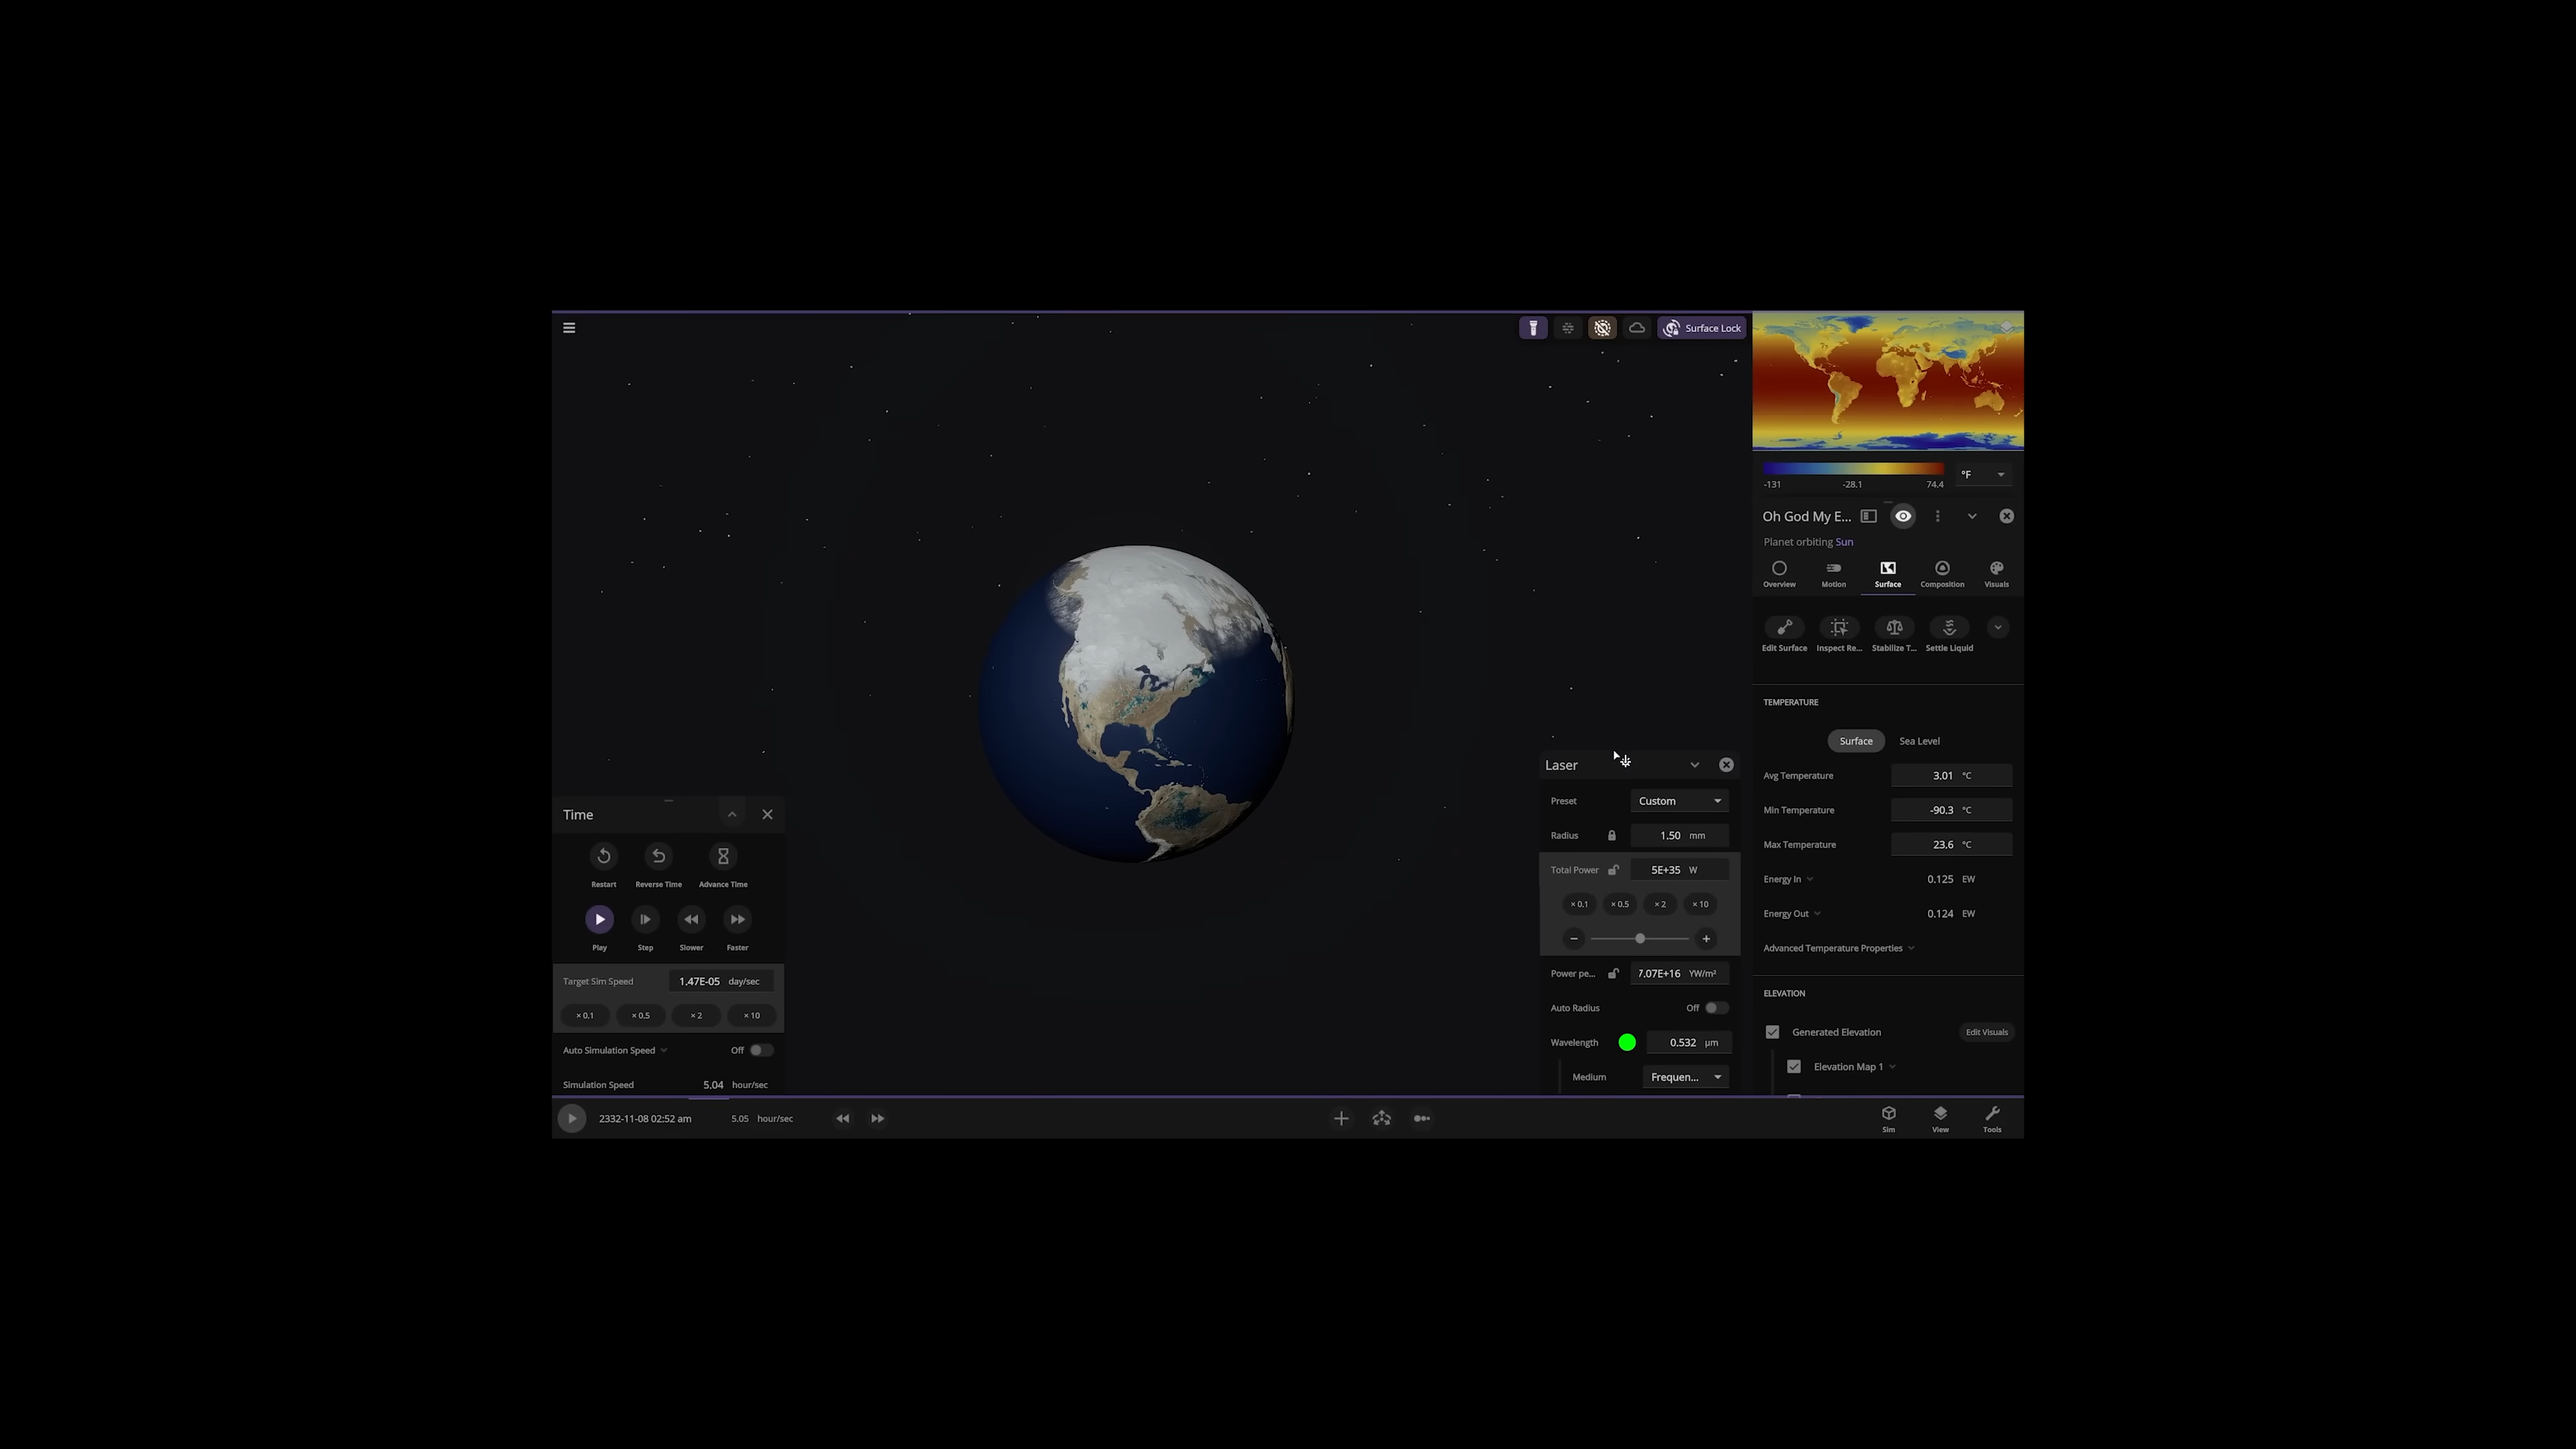 Surface Lock
-131
-28.1
74.4
°F
Oh God My E...
Planet orbiting Sun
Overview
Motion
Surface
Composition
Visuals
Edit Surface
Inspect Re...
Stabilize T...
Settle Liquid
TEMPERATURE
Surface
Sea Level
Avg Temperature
3.01 °C
Min Temperature
-90.3 °C
Max Temperature
23.6 °C
Energy In
0.125 EW
Energy Out
0.124 EW
Advanced Temperature Properties
ELEVATION
Generated Elevation
Edit Visuals
Elevation Map 1
Laser
Preset
Custom
Radius
1.50 mm
Total Power
5E+35 W
× 0.1
× 0.5
× 2
× 10
Power pe...
7.07E+16 YW/m²
Auto Radius
Off
Wavelength
0.532 µm
Medium
Frequen...
Time
Restart
Reverse Time
Advance Time
Play
Step
Slower
Faster
Target Sim Speed
1.47E-05 day/sec
× 0.1
× 0.5
× 2
× 10
Auto Simulation Speed
Off
Simulation Speed
5.04 hour/sec
2332-11-08 02:52 am
5.05 hour/sec
Sim
View
Tools